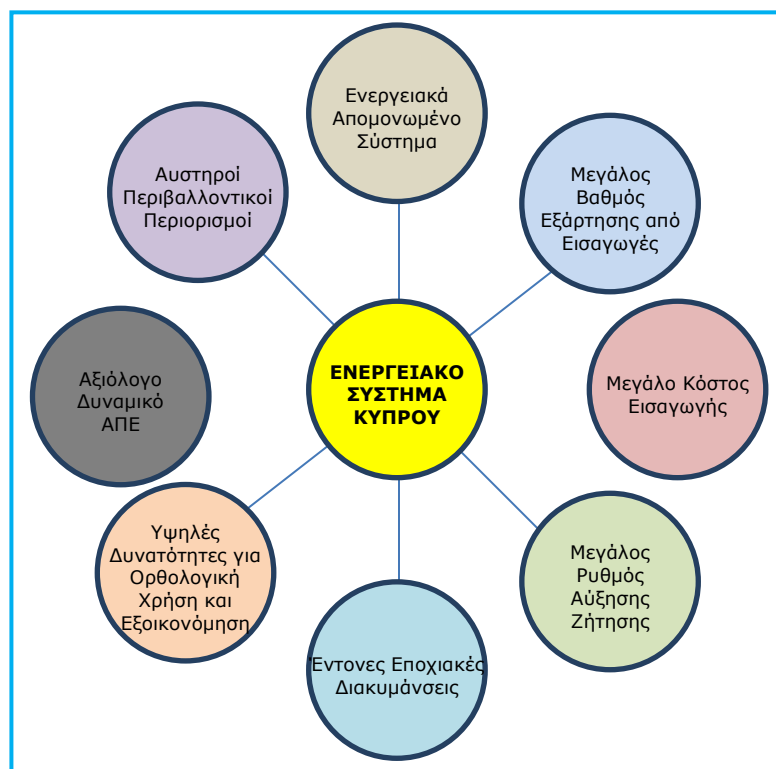 Ενεργειακά
Απομονωμένο
Σύστημα
Αυστηροί
Περιβαλλοντικοί
Περιορισμοί
Μεγάλος
Βαθμός
Εξάρτησης από
Εισαγωγές
ΕΝΕΡΓΕΙΑΚΟ
ΣΥΣΤΗΜΑ
ΚΥΠΡΟΥ
Αξιόλογο
Δυναμικό
ΑΠΕ
Μεγάλο Κόστος
Εισαγωγής
Υψηλές
Δυνατότητες για
Ορθολογική
Χρήση και
Εξοικονόμηση
Μεγάλος
Ρυθμός
Αύξησης
Ζήτησης
Έντονες Εποχιακές
Διακυμάνσεις